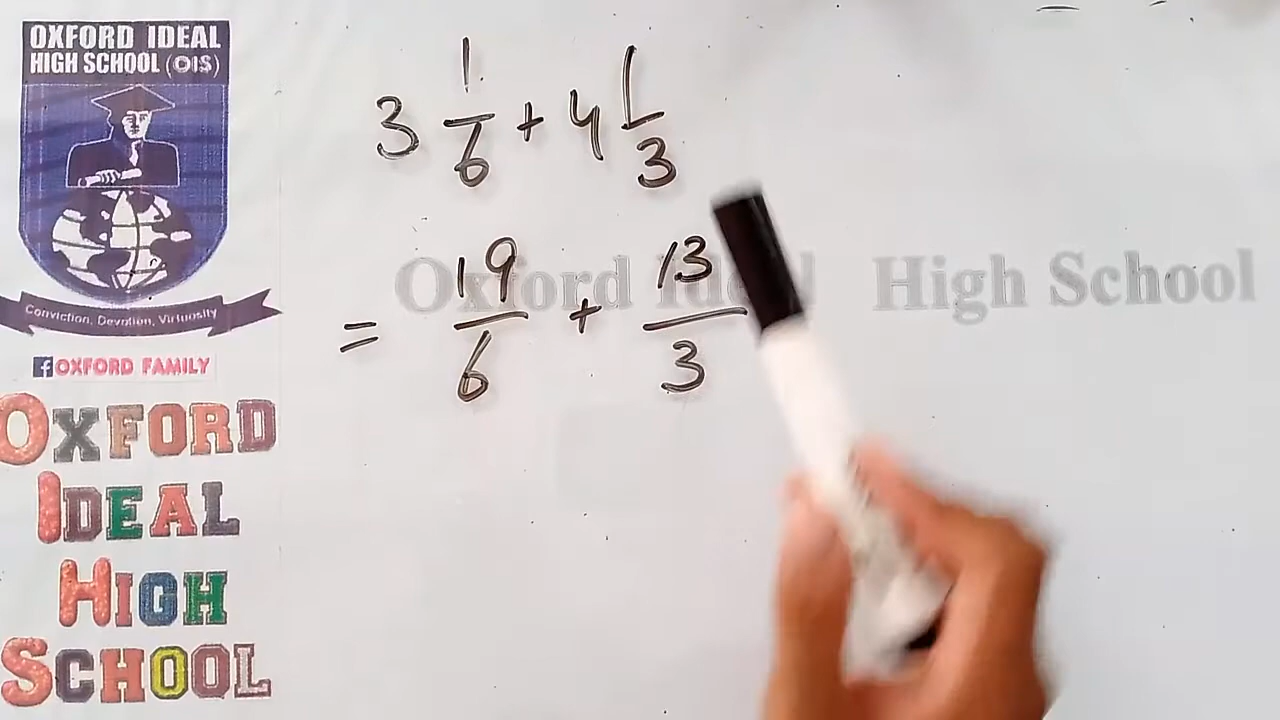 OXFORD IDEAL
HIGH SCHOOL (OIS)
Conviction, Devotion, Virtuosity
f OXFORD FAMILY
OXFORD
IDEAL
HIGH
SCHOOL
3 1/6 + 4 1/3
= 19/6 + 13/3
Oxford Ideal High School